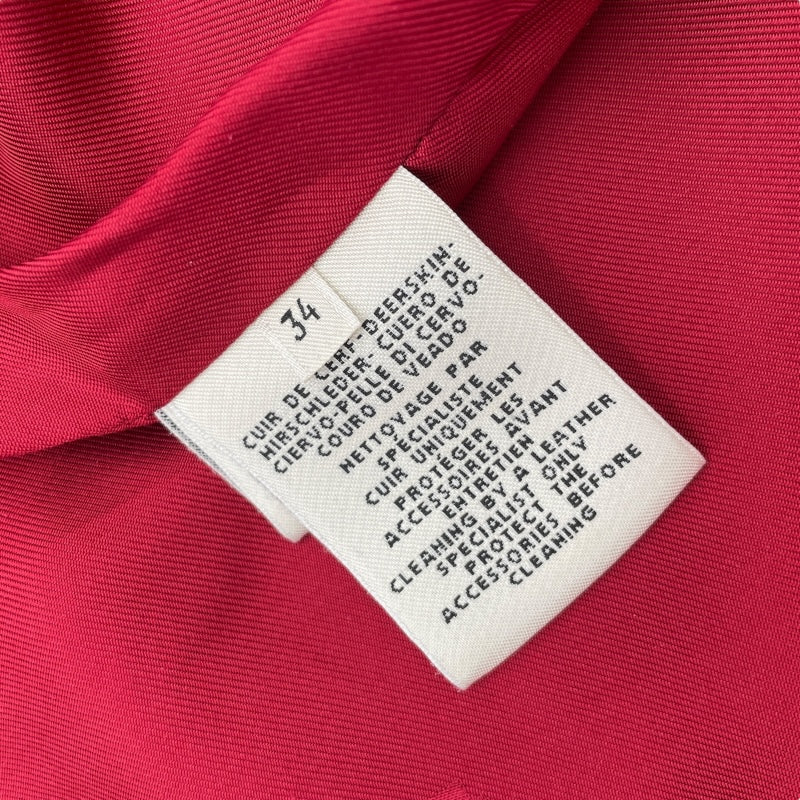 34
CUIR DE CERF-DEERSKIN-
HIRSCHLEDER- CUERO DE
CIERVO-PELLE DI CERVO-
COURO DE VEADO
NETTOYAGE PAR
SPÉCIALISTE
CUIR UNIQUEMENT
PROTÉGER LES
ACCESSOIRES AVANT
ENTRETIEN
CLEANING BY A LEATHER
SPECIALIST ONLY
PROTECT THE
ACCESSORIES BEFORE
CLEANING